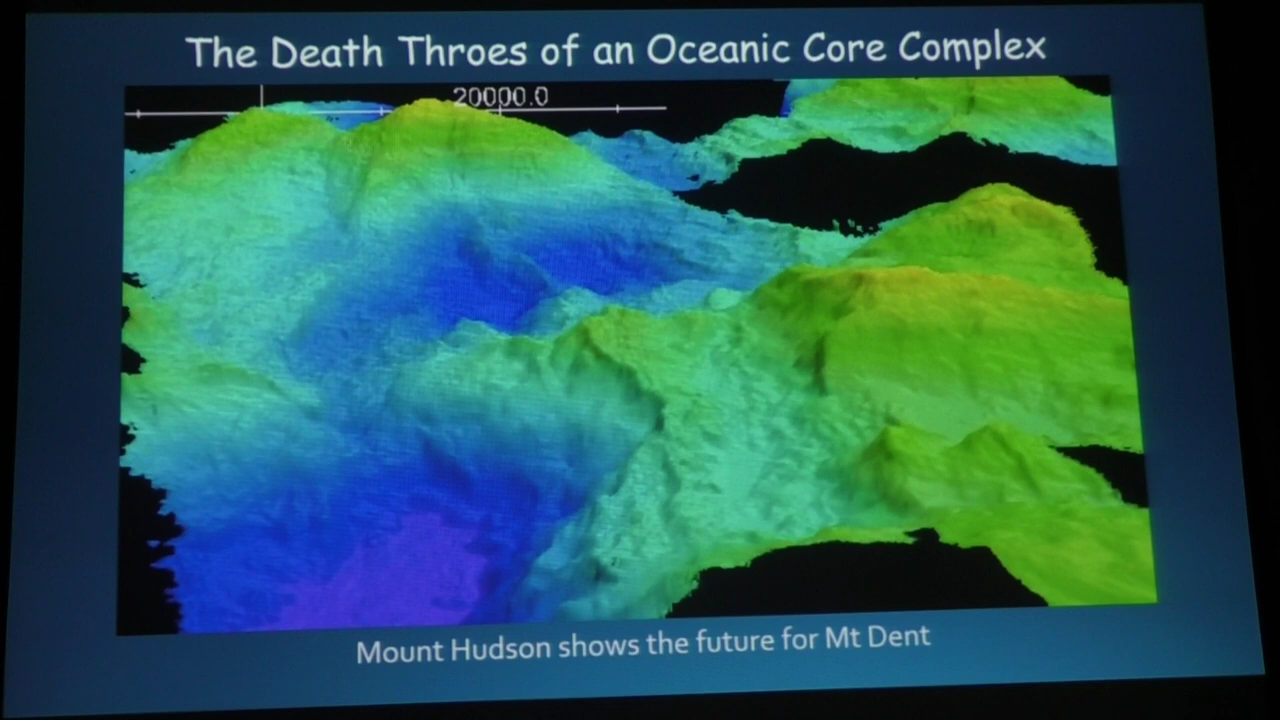 The Death Throes of an Oceanic Core Complex
20000.0
Mount Hudson shows the future for Mt Dent